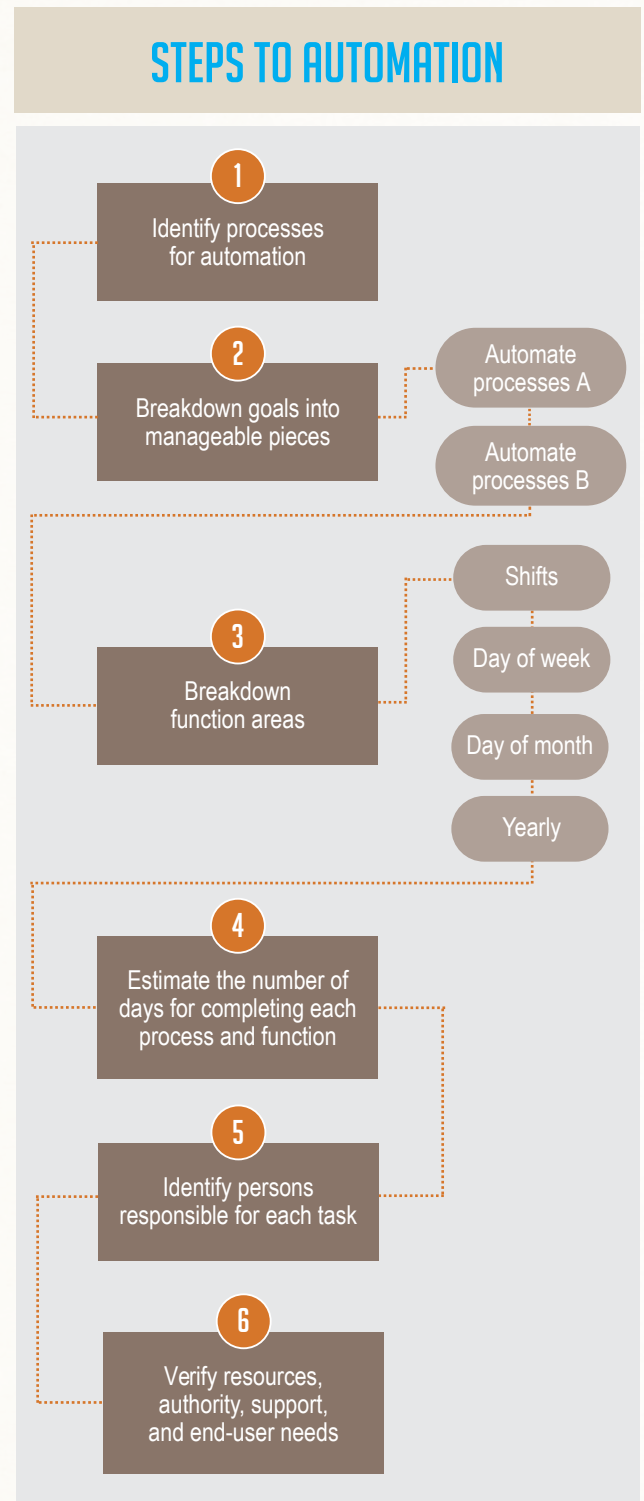 STEPS TO AUTOMATION
1
Identify processes
for automation
2
Breakdown goals into
manageable pieces
Automate
processes A
Automate
processes B
3
Breakdown
function areas
Shifts
Day of week
Day of month
Yearly
4
Estimate the number of
days for completing each
process and function
5
Identify persons
responsible for each task
6
Verify resources,
authority, support,
and end-user needs